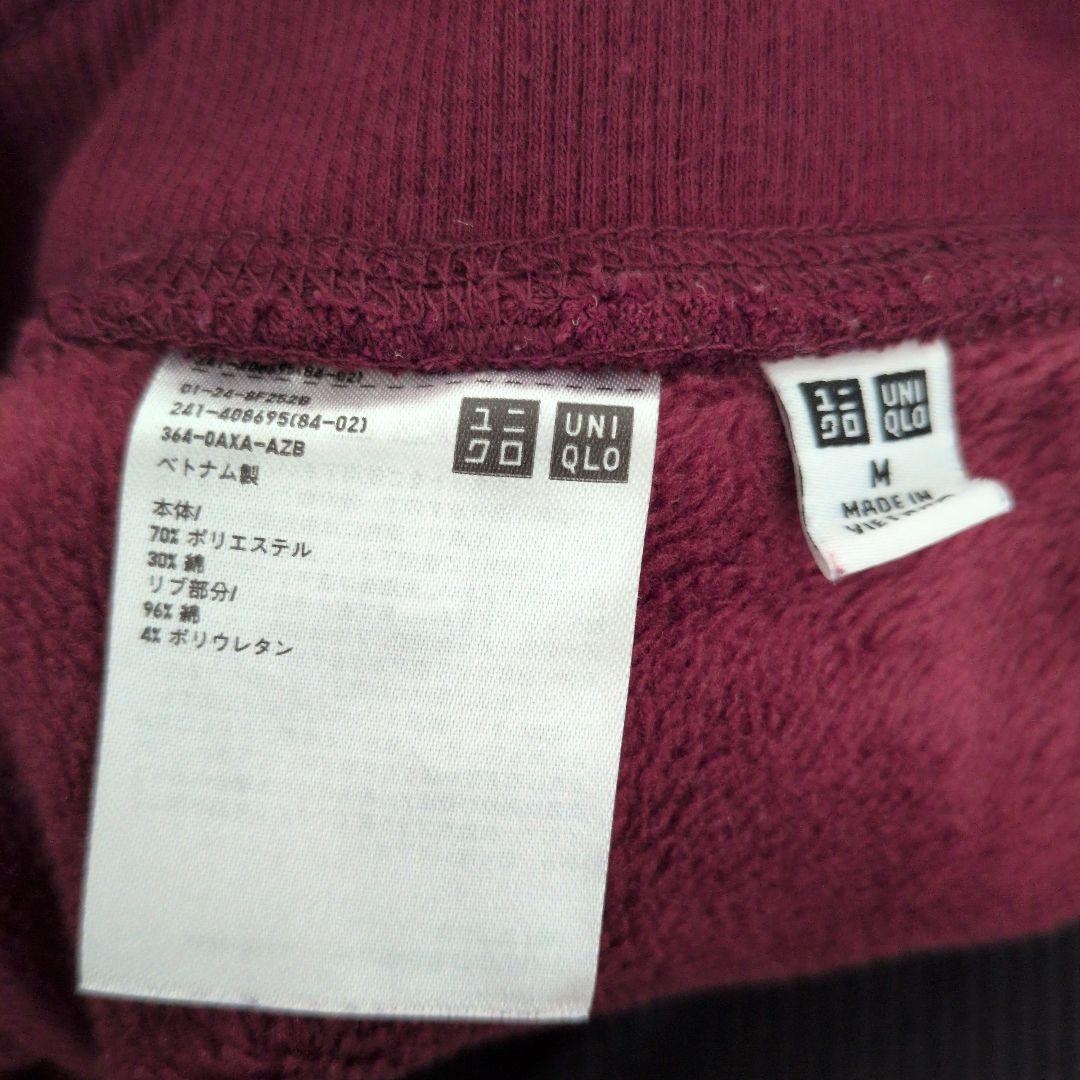 01-24-8F252B
241-408695(84-02)
364-0AXA-AZB
ベトナム製
本体/
70% ポリエステル
30% 綿
リブ部分/
96% 綿
4% ポリウレタン
ユニ
クロ
UNI
QLO
ユニ
クロ
UNI
QLO
M
MADE IN